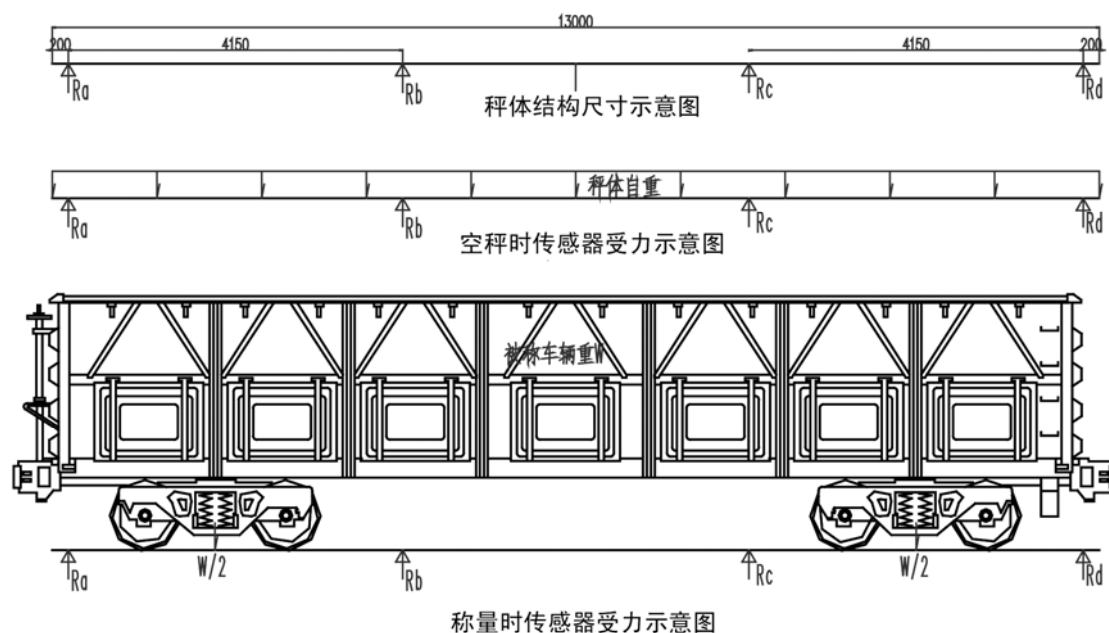 13000
200 4150 4150 200
Ra Rb Rc Rd
秤体结构尺寸示意图
秤体自重
Ra Rb Rc Rd
空秤时传感器受力示意图
被称车辆重W
W/2 W/2
Ra Rb Rc Rd
称量时传感器受力示意图